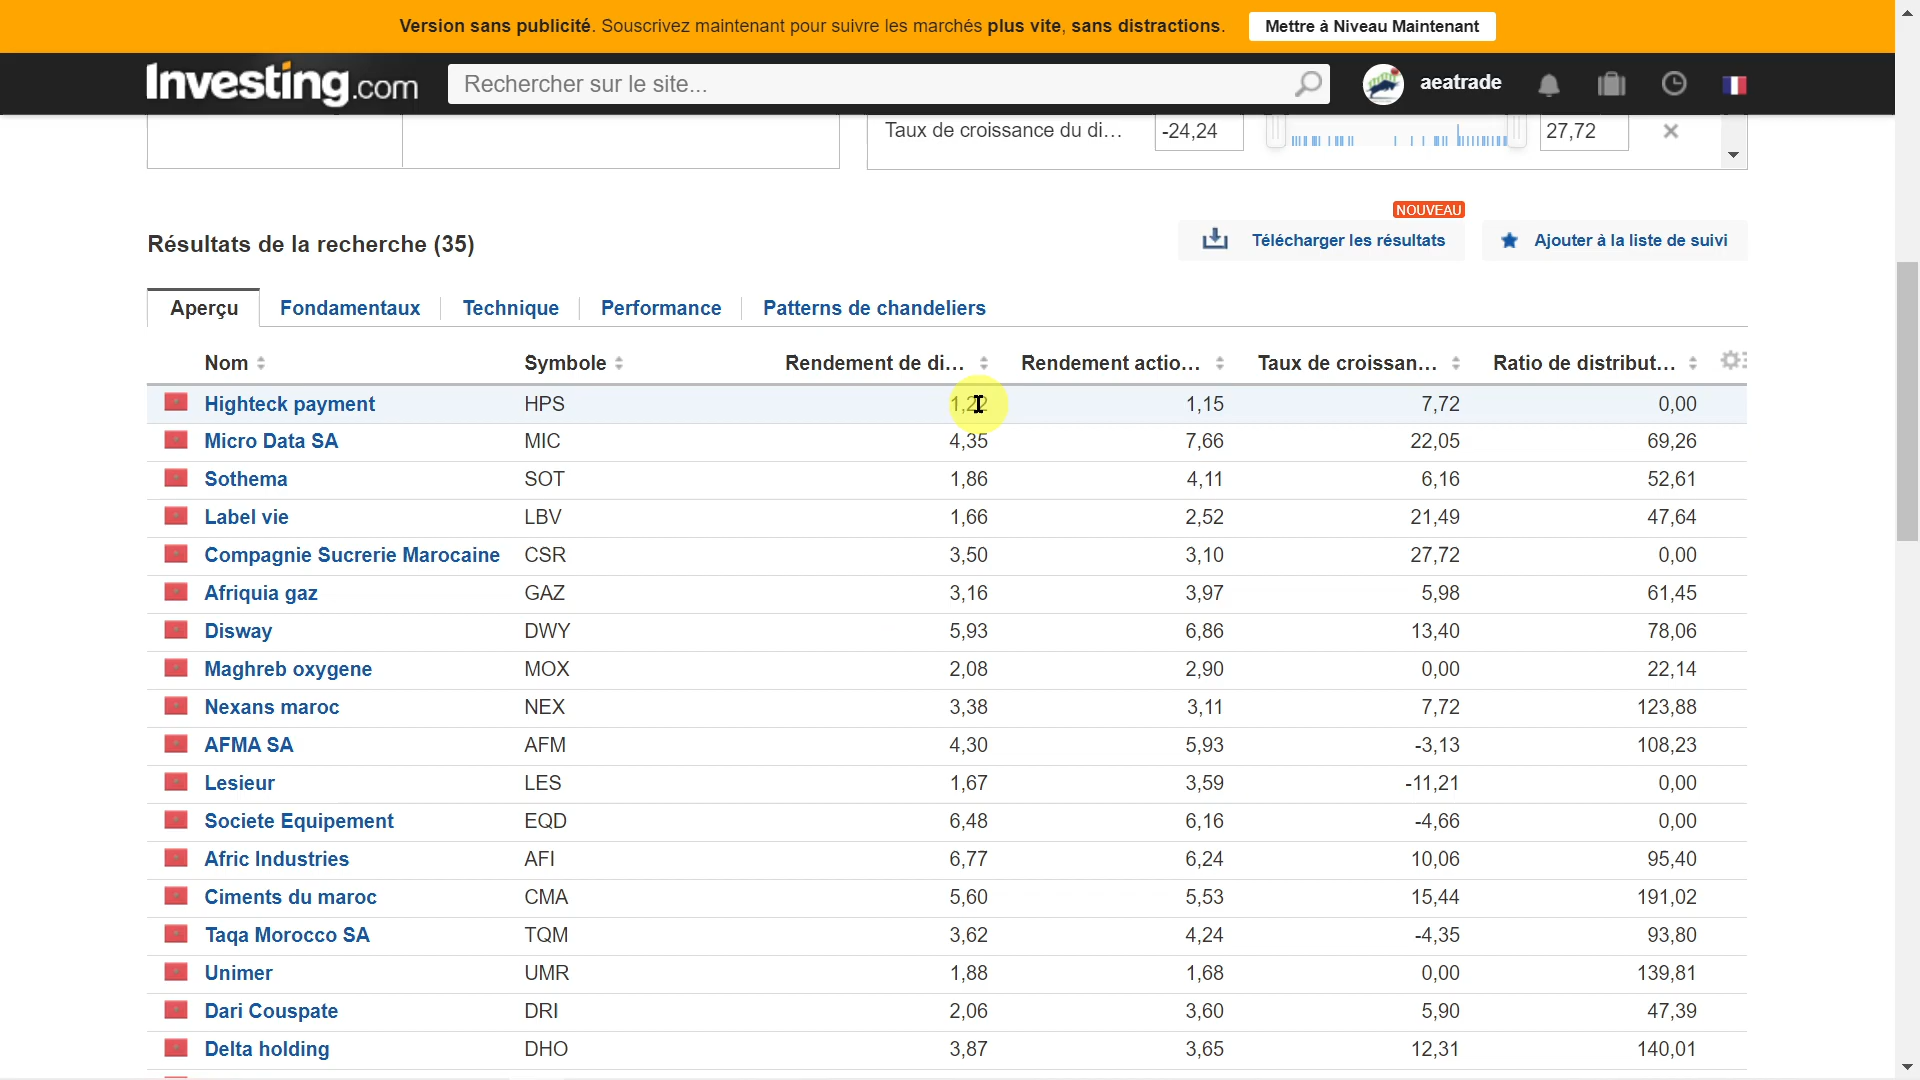 Version sans publicité. Souscrivez maintenant pour suivre les marchés plus vite, sans distractions. Mettre à Niveau Maintenant
Investing.com Rechercher sur le site... aeatrade
Taux de croissance du di... -24,24 27,72
NOUVEAU
Résultats de la recherche (35) Télécharger les résultats Ajouter à la liste de suivi
Aperçu Fondamentaux Technique Performance Patterns de chandeliers
Nom Symbole Rendement de di... Rendement actio... Taux de croissan... Ratio de distribut...
Highteck payment HPS 1,22 1,15 7,72 0,00
Micro Data SA MIC 4,35 7,66 22,05 69,26
Sothema SOT 1,86 4,11 6,16 52,61
Label vie LBV 1,66 2,52 21,49 47,64
Compagnie Sucrerie Marocaine CSR 3,50 3,10 27,72 0,00
Afriquia gaz GAZ 3,16 3,97 5,98 61,45
Disway DWY 5,93 6,86 13,40 78,06
Maghreb oxygene MOX 2,08 2,90 0,00 22,14
Nexans maroc NEX 3,38 3,11 7,72 123,88
AFMA SA AFM 4,30 5,93 -3,13 108,23
Lesieur LES 1,67 3,59 -11,21 0,00
Societe Equipement EQD 6,48 6,16 -4,66 0,00
Afric Industries AFI 6,77 6,24 10,06 95,40
Ciments du maroc CMA 5,60 5,53 15,44 191,02
Taqa Morocco SA TQM 3,62 4,24 -4,35 93,80
Unimer UMR 1,88 1,68 0,00 139,81
Dari Couspate DRI 2,06 3,60 5,90 47,39
Delta holding DHO 3,87 3,65 12,31 140,01